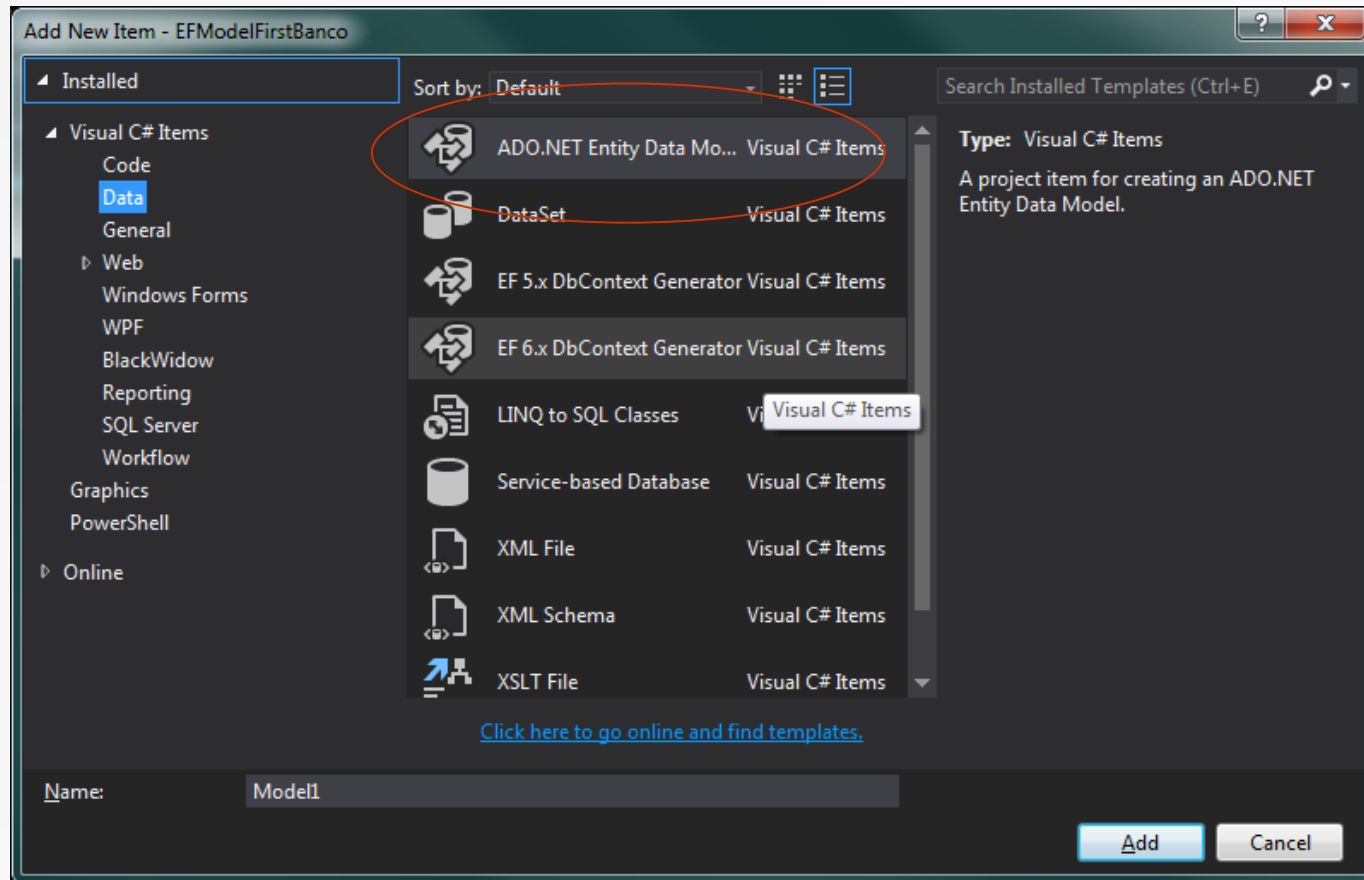 Add New Item - EFModelFirstBanco
?
Installed
Sort by: Default
Search Installed Templates (Ctrl+E)
Visual C# Items
Code
Data
General
Web
Windows Forms
WPF
BlackWidow
Reporting
SQL Server
Workflow
Graphics
PowerShell
Online
ADO.NET Entity Data Mo... Visual C# Items
DataSet Visual C# Items
EF 5.x DbContext Generator Visual C# Items
EF 6.x DbContext Generator Visual C# Items
LINQ to SQL Classes Vi
Visual C# Items
Service-based Database Visual C# Items
XML File Visual C# Items
XML Schema Visual C# Items
XSLT File Visual C# Items
Click here to go online and find templates.
Type: Visual C# Items
A project item for creating an ADO.NET
Entity Data Model.
Name: Model1
Add Cancel